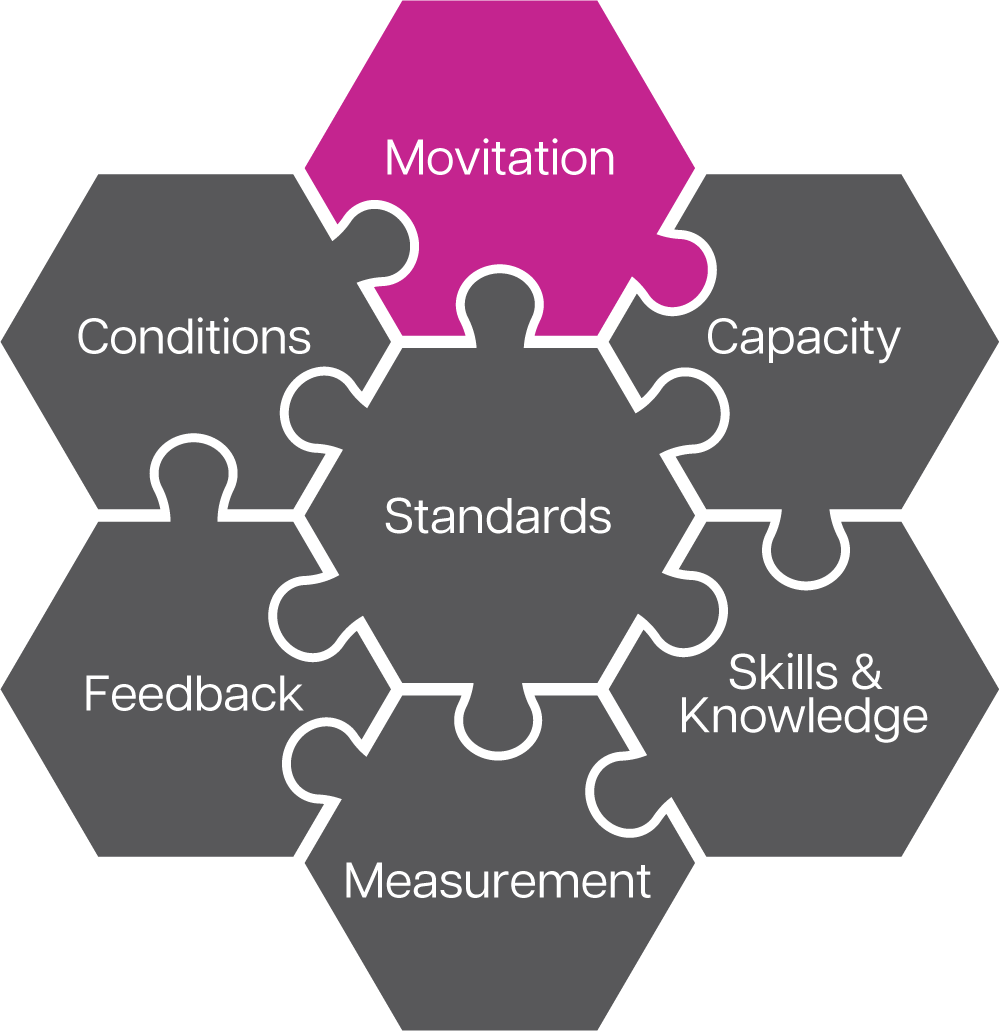 Movitation
Conditions
Capacity
Standards
Feedback
Skills &
Knowledge
Measurement